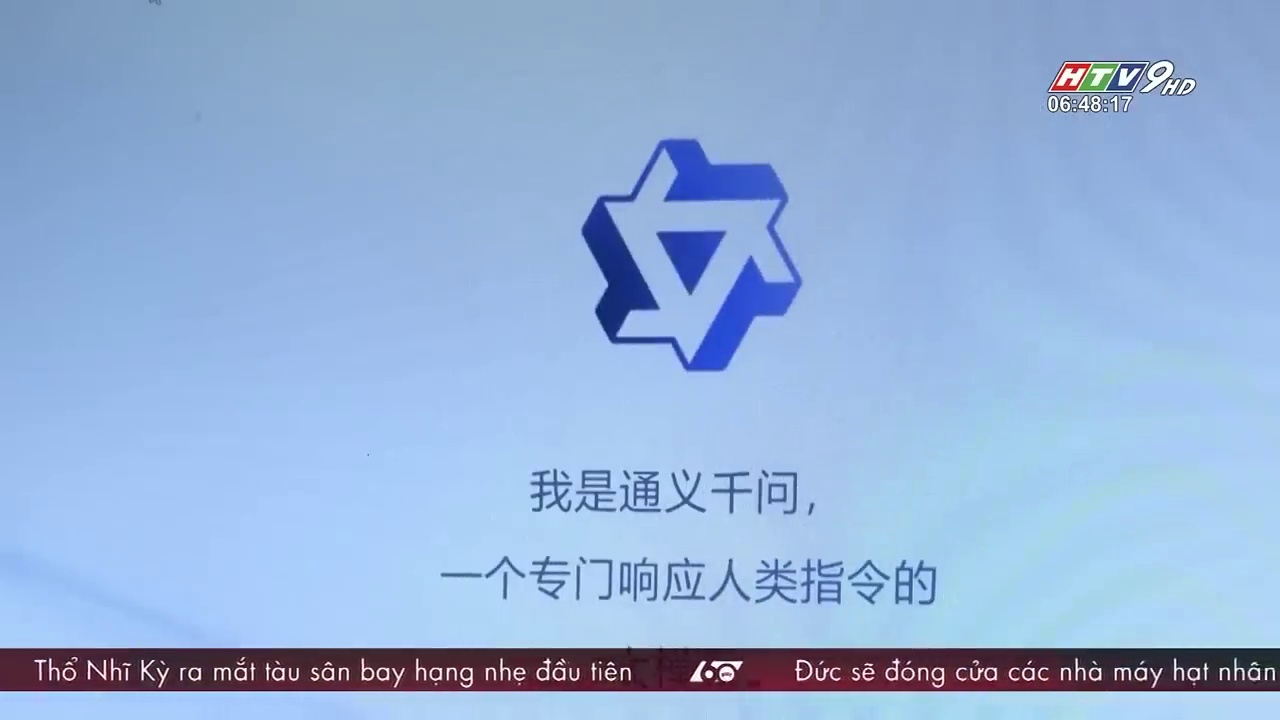 HTV9HD
06:48:17
我是通义千问，
一个专门响应人类指令的
Thổ Nhĩ Kỳ ra mắt tàu sân bay hạng nhẹ đầu tiên
60
Đức sẽ đóng cửa các nhà máy hạt nhân